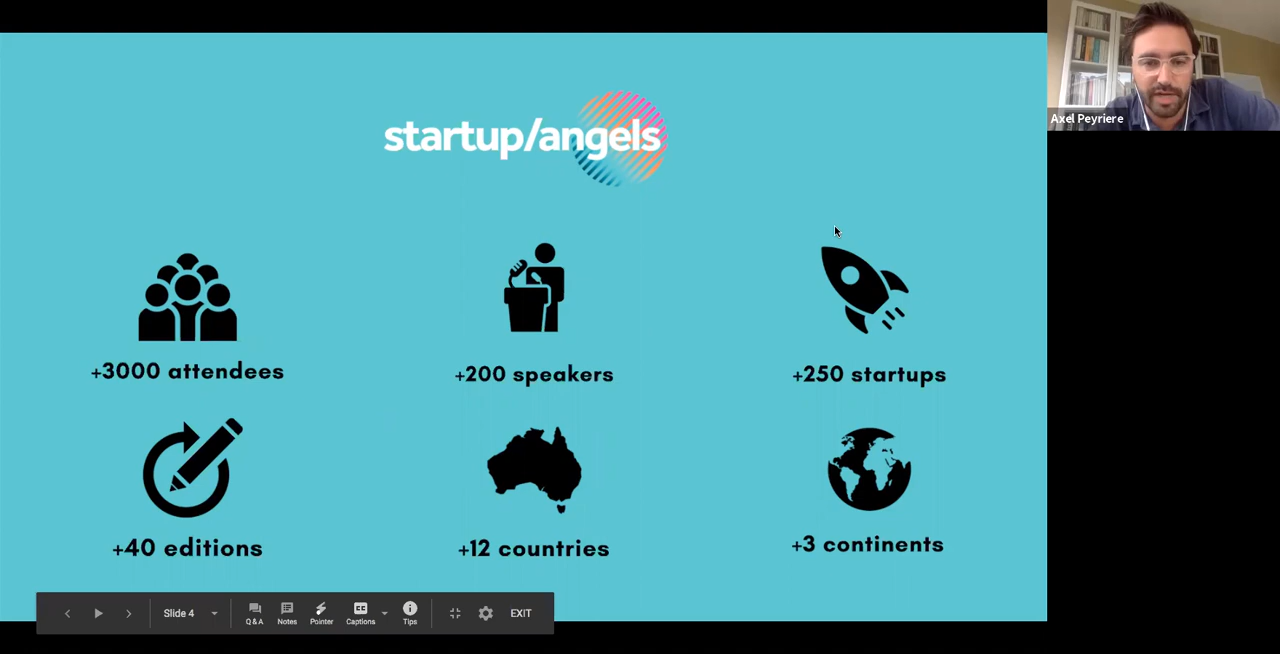 Axel Peyriere
startup/angels
+3000 attendees
+200 speakers
+250 startups
+40 editions
+12 countries
+3 continents
Slide 4
Q & A
Notes
Pointer
CC
Captions
Tips
EXIT